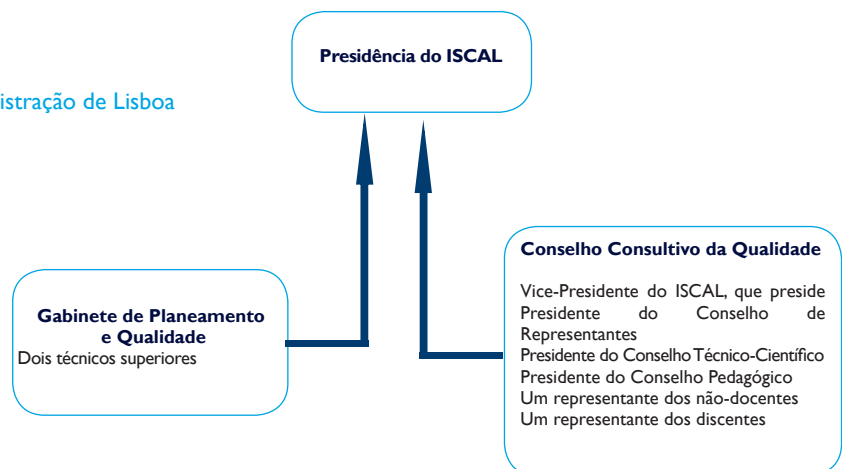 Presidência do ISCAL
istração de Lisboa
Gabinete de Planeamento
e Qualidade
Dois técnicos superiores
Conselho Consultivo da Qualidade
Vice-Presidente do ISCAL, que preside
Presidente do Conselho de
Representantes
Presidente do Conselho Técnico-Científico
Presidente do Conselho Pedagógico
Um representante dos não-docentes
Um representante dos discentes